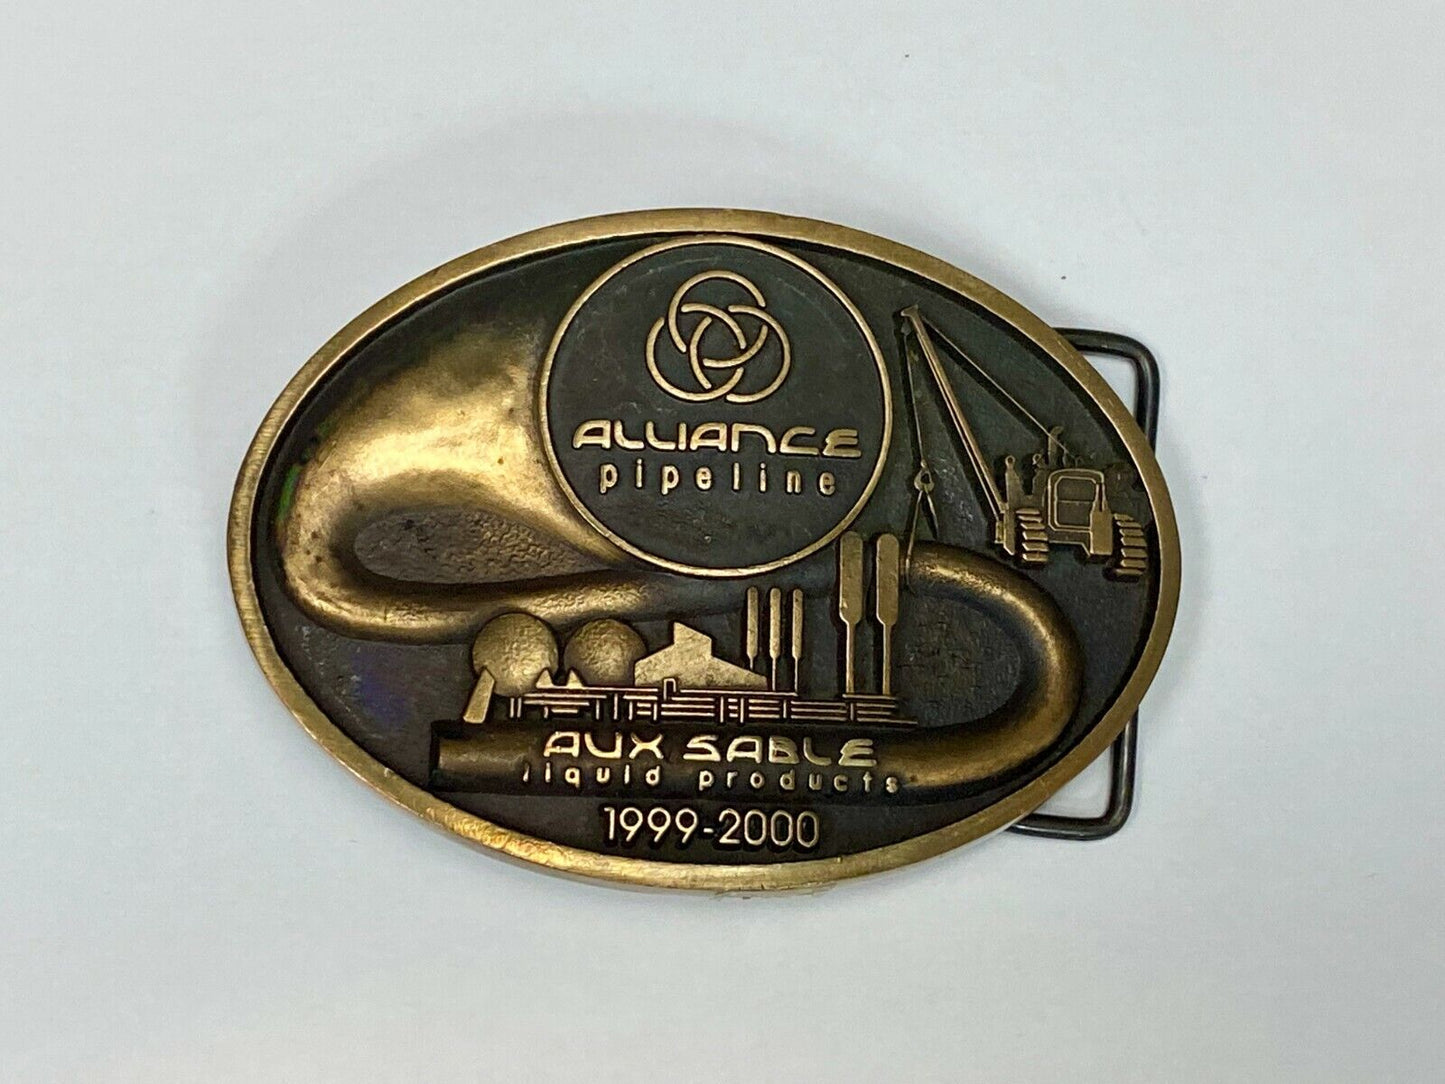 ALLIANCE
pipeline
AUX SABLE
liquid products
1999-2000